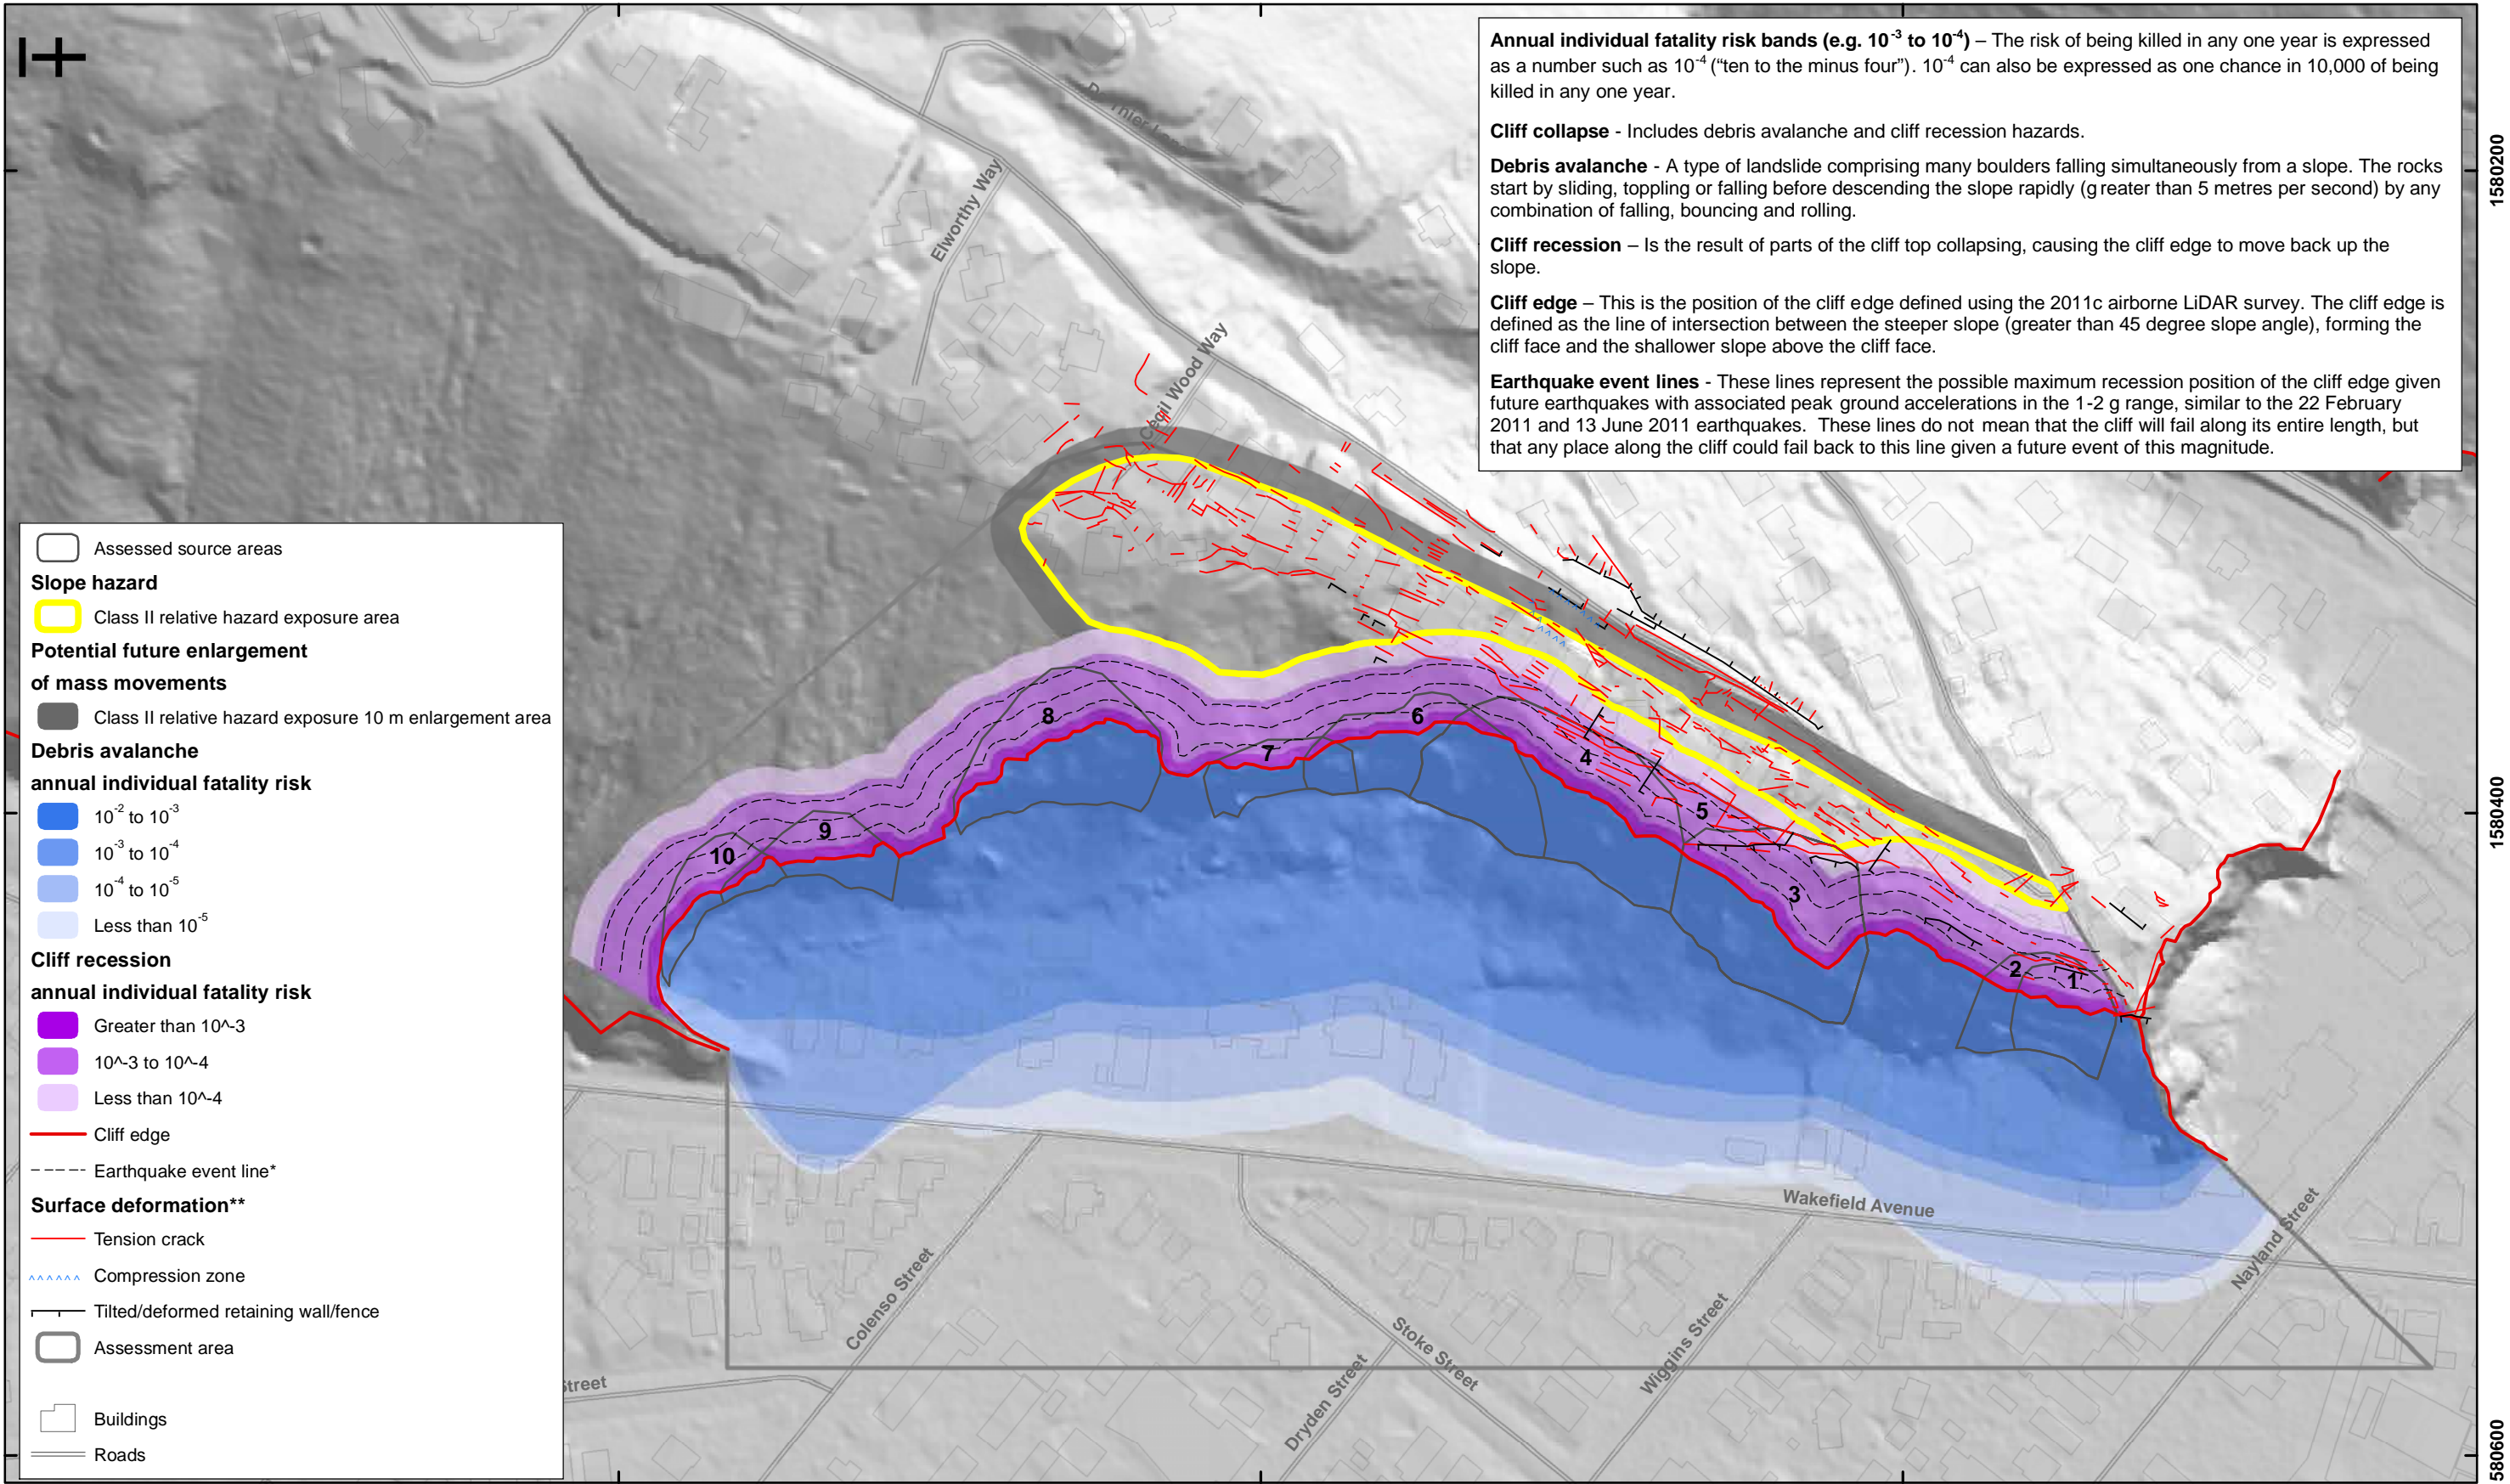 Annual individual fatality risk bands (e.g. 10-3 to 10-4) – The risk of being killed in any one year is expressed
as a number such as 10-4 (“ten to the minus four”). 10-4 can also be expressed as one chance in 10,000 of being
killed in any one year.
Cliff collapse - Includes debris avalanche and cliff recession hazards.
Debris avalanche - A type of landslide comprising many boulders falling simultaneously from a slope. The rocks
start by sliding, toppling or falling before descending the slope rapidly (greater than 5 metres per second) by any
combination of falling, bouncing and rolling.
Cliff recession – Is the result of parts of the cliff top collapsing, causing the cliff edge to move back up the
slope.
Cliff edge – This is the position of the cliff edge defined using the 2011c airborne LiDAR survey. The cliff edge is
defined as the line of intersection between the steeper slope (greater than 45 degree slope angle), forming the
cliff face and the shallower slope above the cliff face.
Earthquake event lines - These lines represent the possible maximum recession position of the cliff edge given
future earthquakes with associated peak ground accelerations in the 1-2 g range, similar to the 22 February
2011 and 13 June 2011 earthquakes. These lines do not mean that the cliff will fail along its entire length, but
that any place along the cliff could fail back to this line given a future event of this magnitude.
1580200
1580400
580600
Elworthy Way
Cecil Wood Way
8
6
7
4
5
9
10
3
2
1
Wakefield Avenue
Nayland Street
Colenso Street
Stoke Street
Wiggins Street
Dryden Street
Street
Assessed source areas
Slope hazard
Class II relative hazard exposure area
Potential future enlargement
of mass movements
Class II relative hazard exposure 10 m enlargement area
Debris avalanche
annual individual fatality risk
10-2 to 10-3
10-3 to 10-4
10-4 to 10-5
Less than 10-5
Cliff recession
annual individual fatality risk
Greater than 10^-3
10^-3 to 10^-4
Less than 10^-4
Cliff edge
Earthquake event line*
Surface deformation**
Tension crack
Compression zone
Tilted/deformed retaining wall/fence
Assessment area
Buildings
Roads